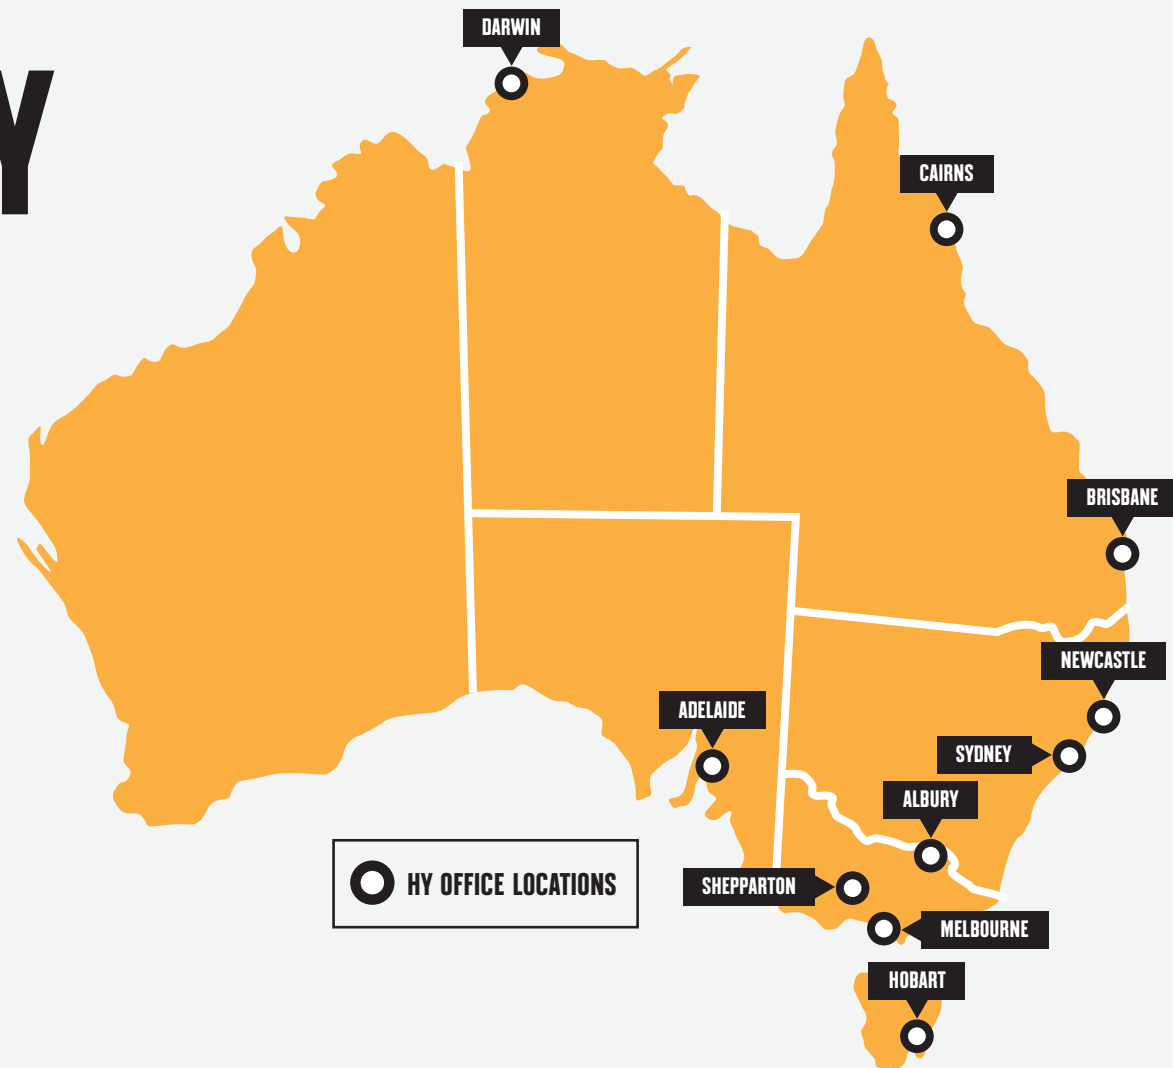 DARWIN
Y
CAIRNS
BRISBANE
NEWCASTLE
ADELAIDE
SYDNEY
ALBURY
HY OFFICE LOCATIONS
SHEPPARTON
MELBOURNE
HOBART